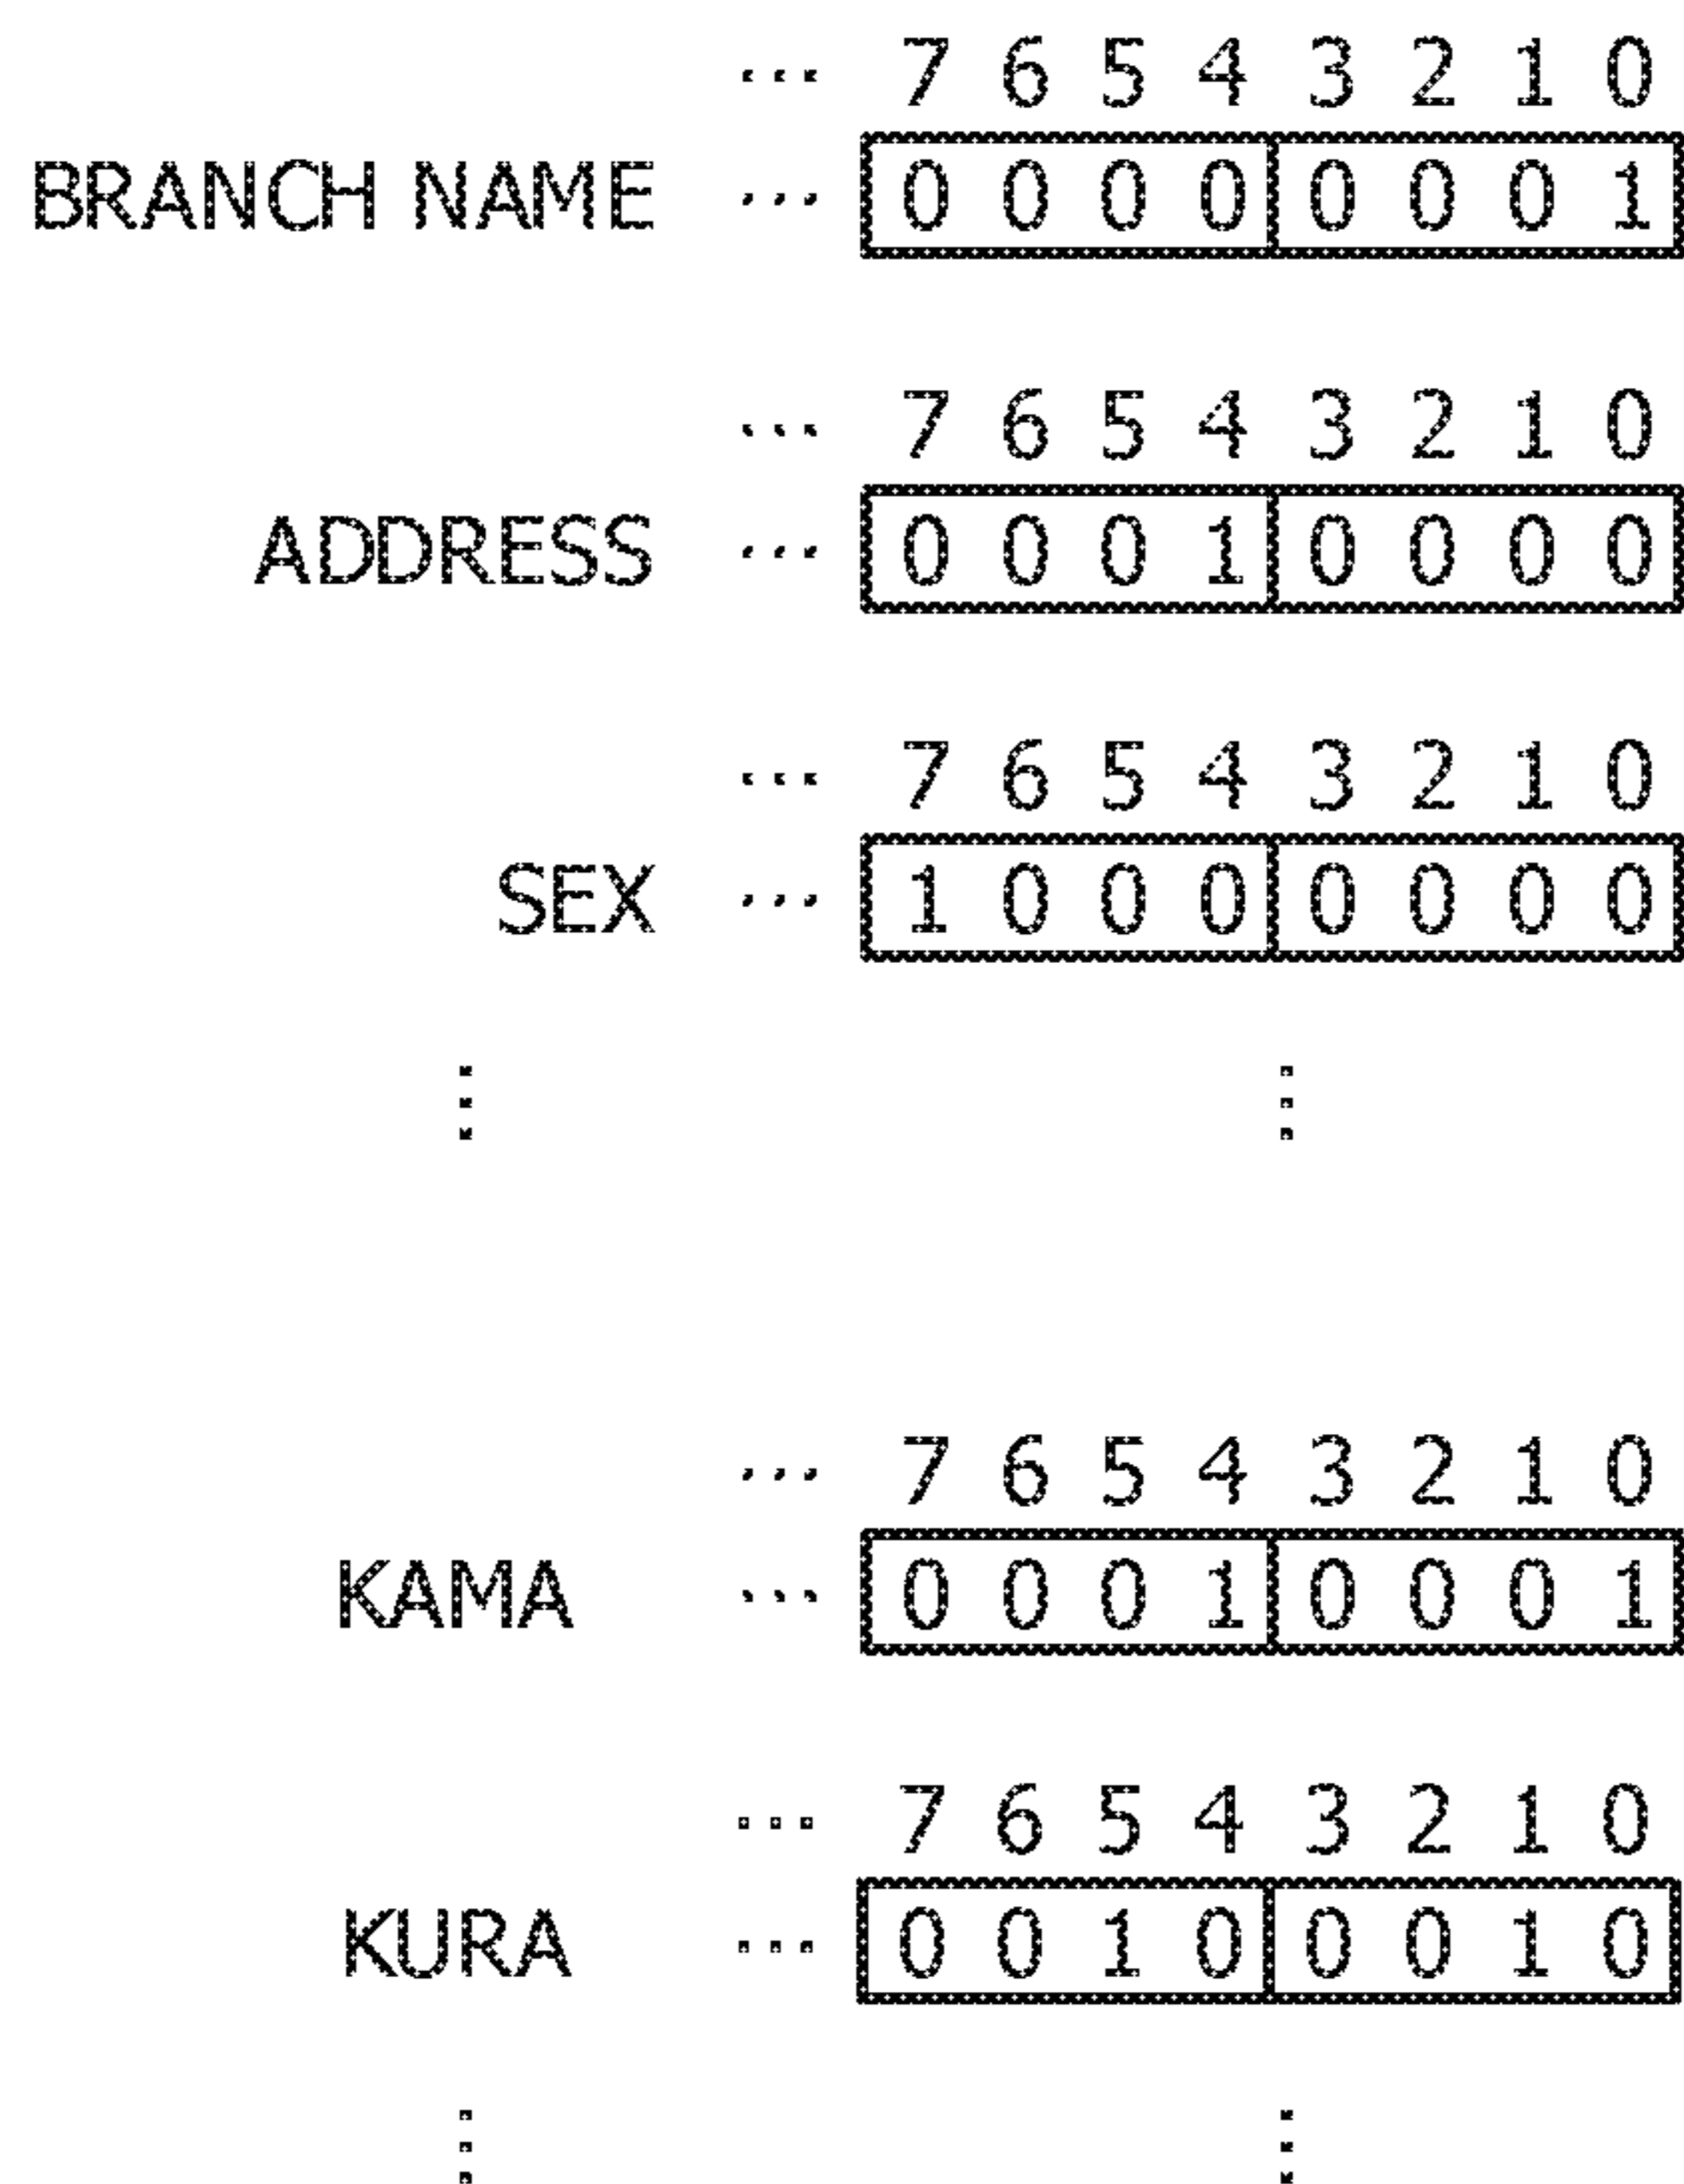 ... 7 6 5 4 3 2 1 0
BRANCH NAME ... 0 0 0 0 0 0 0 1
... 7 6 5 4 3 2 1 0
ADDRESS ... 0 0 0 1 0 0 0 0
... 7 6 5 4 3 2 1 0
SEX ... 1 0 0 0 0 0 0 0
... 7 6 5 4 3 2 1 0
KAMA ... 0 0 0 1 0 0 0 1
... 7 6 5 4 3 2 1 0
KURA ... 0 0 1 0 0 0 1 0